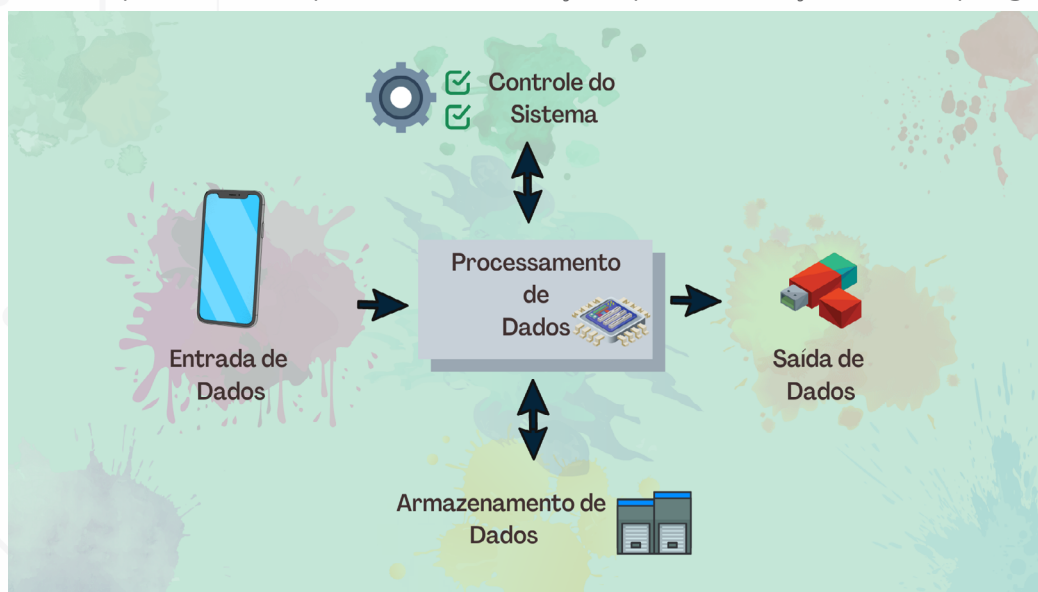 Controle do
Sistema
Processamento
de
Dados
Entrada de
Dados
Saída de
Dados
Armazenamento de
Dados